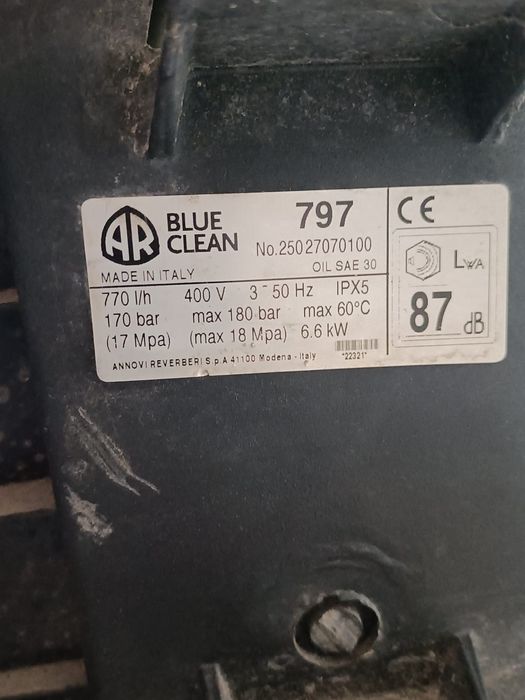 AR BLUE CLEAN 797
No.25027070100
MADE IN ITALY OIL SAE 30
770 l/h 400 V 3~50 Hz IPX5
170 bar max 180 bar max 60°C
(17 Mpa) (max 18 Mpa) 6.6 kW
ANNOVI REVERBERI S.p.A 41100 Modena - Italy "22321"
CE
LWA
87 dB